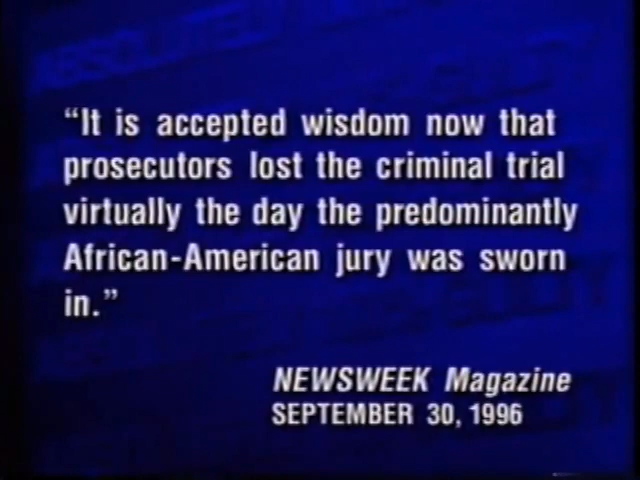 “It is accepted wisdom now that
prosecutors lost the criminal trial
virtually the day the predominantly
African-American jury was sworn
in.”
NEWSWEEK Magazine
SEPTEMBER 30, 1996